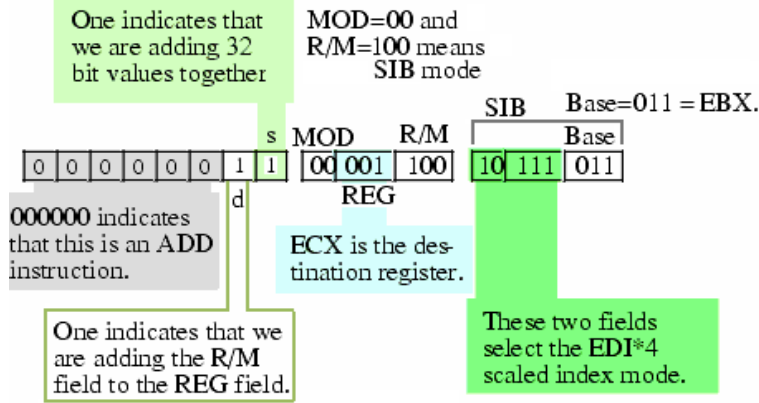 One indicates that
we are adding 32
bit values together
MOD=00 and
R/M=100 means
SIB mode
SIB Base=011 = EBX.
s MOD R/M Base
0 0 0 0 0 0 1 1 00 001 100 10 111 011
d REG
000000 indicates
that this is an ADD
instruction.
ECX is the des-
tination register.
One indicates that we
are adding the R/M
field to the REG field.
These two fields
select the EDI*4
scaled index mode.